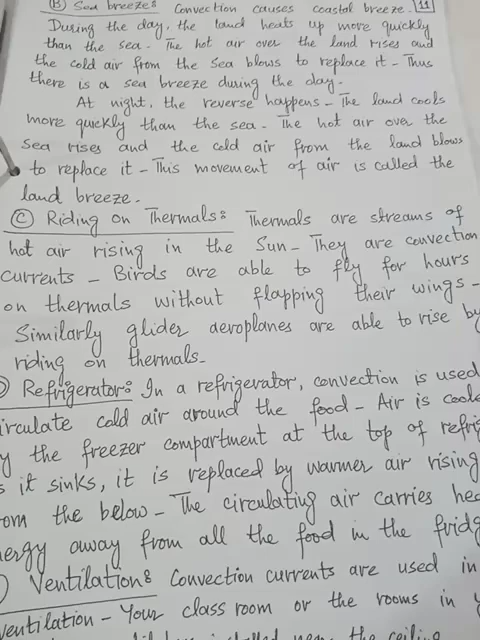 (B) Sea breeze: Convection causes coastal breeze. 11
During the day, the land heats up more quickly
than the sea - The hot air over the land rises and
the cold air from the sea blows to replace it - Thus
there is a sea breeze during the day -
At night, the reverse happens - The land cools
more quickly than the sea - The hot air over the
sea rises and the cold air from the land blows
to replace it - This movement of air is called the
land breeze -
(C) Riding on Thermals: Thermals are streams of
hot air rising in the Sun - They are convection
currents - Birds are able to fly for hours
on thermals without flapping their wings -
Similarly glider aeroplanes are able to rise by
riding on thermals -
Refrigerator: In a refrigerator, convection is used
circulate cold air around the food - Air is
the freezer compartment at the top of
it sinks, it is replaced by warmer air rising
the below - The circulating air carries
away from all the food in the
Ventilation: Convection currents are used in
ventilation - Your class room or the rooms in
near the ceiling